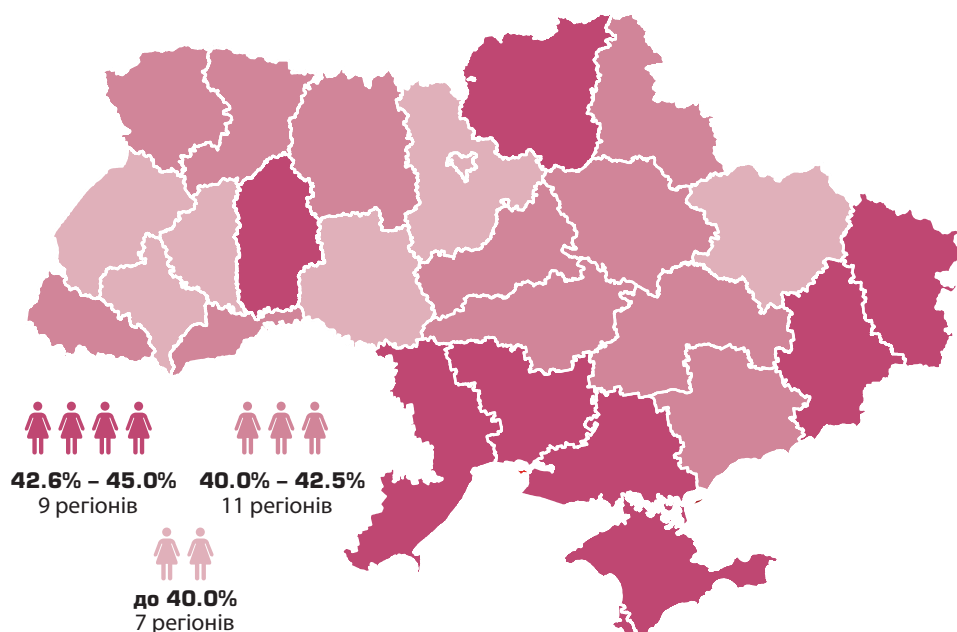 42.6% – 45.0%
9 регіонів
40.0% – 42.5%
11 регіонів
до 40.0%
7 регіонів